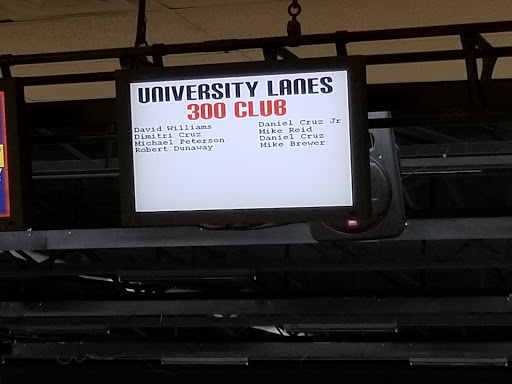 UNIVERSITY LANES
300 CLUB
David Williams
Dimitri Cruz
Michael Peterson
Robert Dunaway
Daniel Cruz Jr
Mike Reid
Daniel Cruz
Mike Brewer